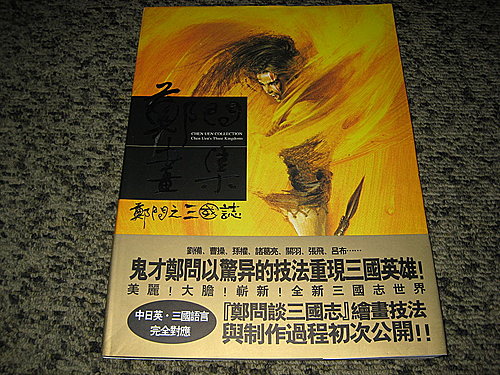 鄭問
畫集
CHEN UEN COLLECTION
Chen Uen's Three Kingdoms
鄭問之三國誌
劉備、曹操、孫權、諸葛亮、關羽、張飛、呂布……
鬼才鄭問以驚异的技法重現三國英雄!
美麗!大膽!嶄新!全新三國志世界
中日英・三國語言
完全對應
『鄭問談三國志』繪畫技法
與制作過程初次公開!!